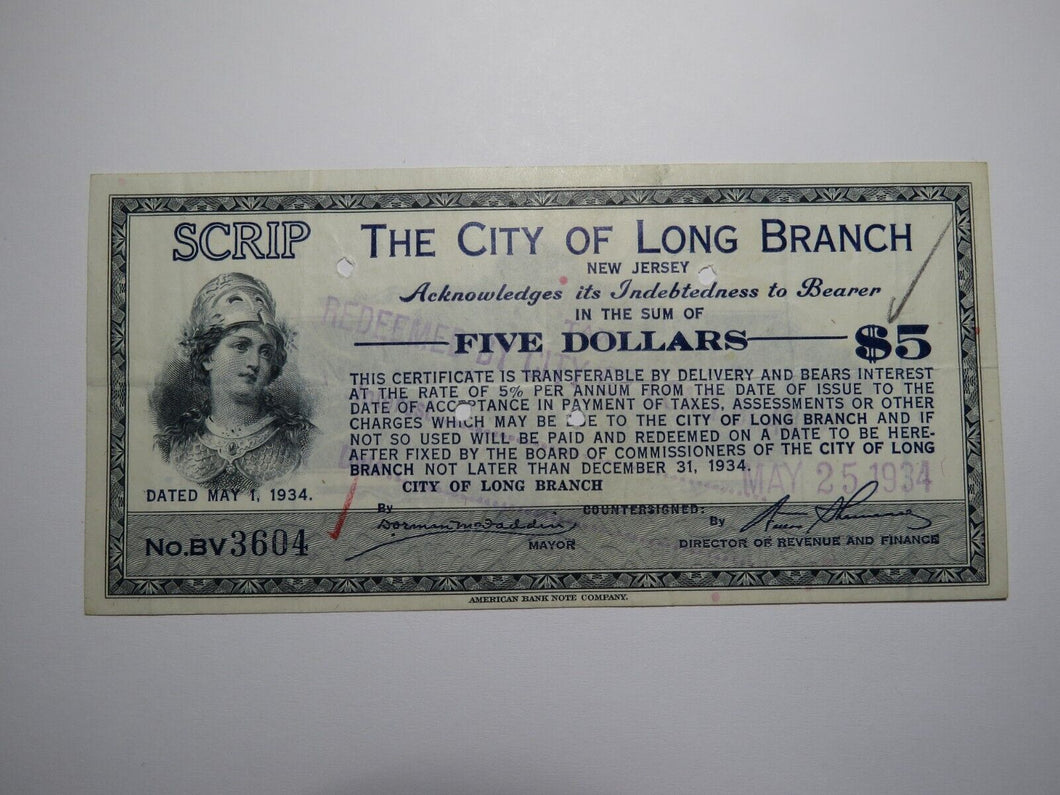 SCRIP
THE CITY OF LONG BRANCH
NEW JERSEY
Acknowledges its Indebtedness to Bearer
IN THE SUM OF
FIVE DOLLARS $5
REDEEMED BY CITY
THIS CERTIFICATE IS TRANSFERABLE BY DELIVERY AND BEARS INTEREST
AT THE RATE OF 5% PER ANNUM FROM THE DATE OF ISSUE TO THE
DATE OF ACCEPTANCE IN PAYMENT OF TAXES, ASSESSMENTS OR OTHER
CHARGES WHICH MAY BE DUE TO THE CITY OF LONG BRANCH AND IF
NOT SO USED WILL BE PAID AND REDEEMED ON A DATE TO BE HERE-
AFTER FIXED BY THE BOARD OF COMMISSIONERS OF THE CITY OF LONG
BRANCH NOT LATER THAN DECEMBER 31, 1934.
MAY 25 1934
CITY OF LONG BRANCH
DATED MAY 1, 1934.
By Dorman McFaddin
MAYOR
COUNTERSIGNED:
By
DIRECTOR OF REVENUE AND FINANCE
No.BV3604
AMERICAN BANK NOTE COMPANY.